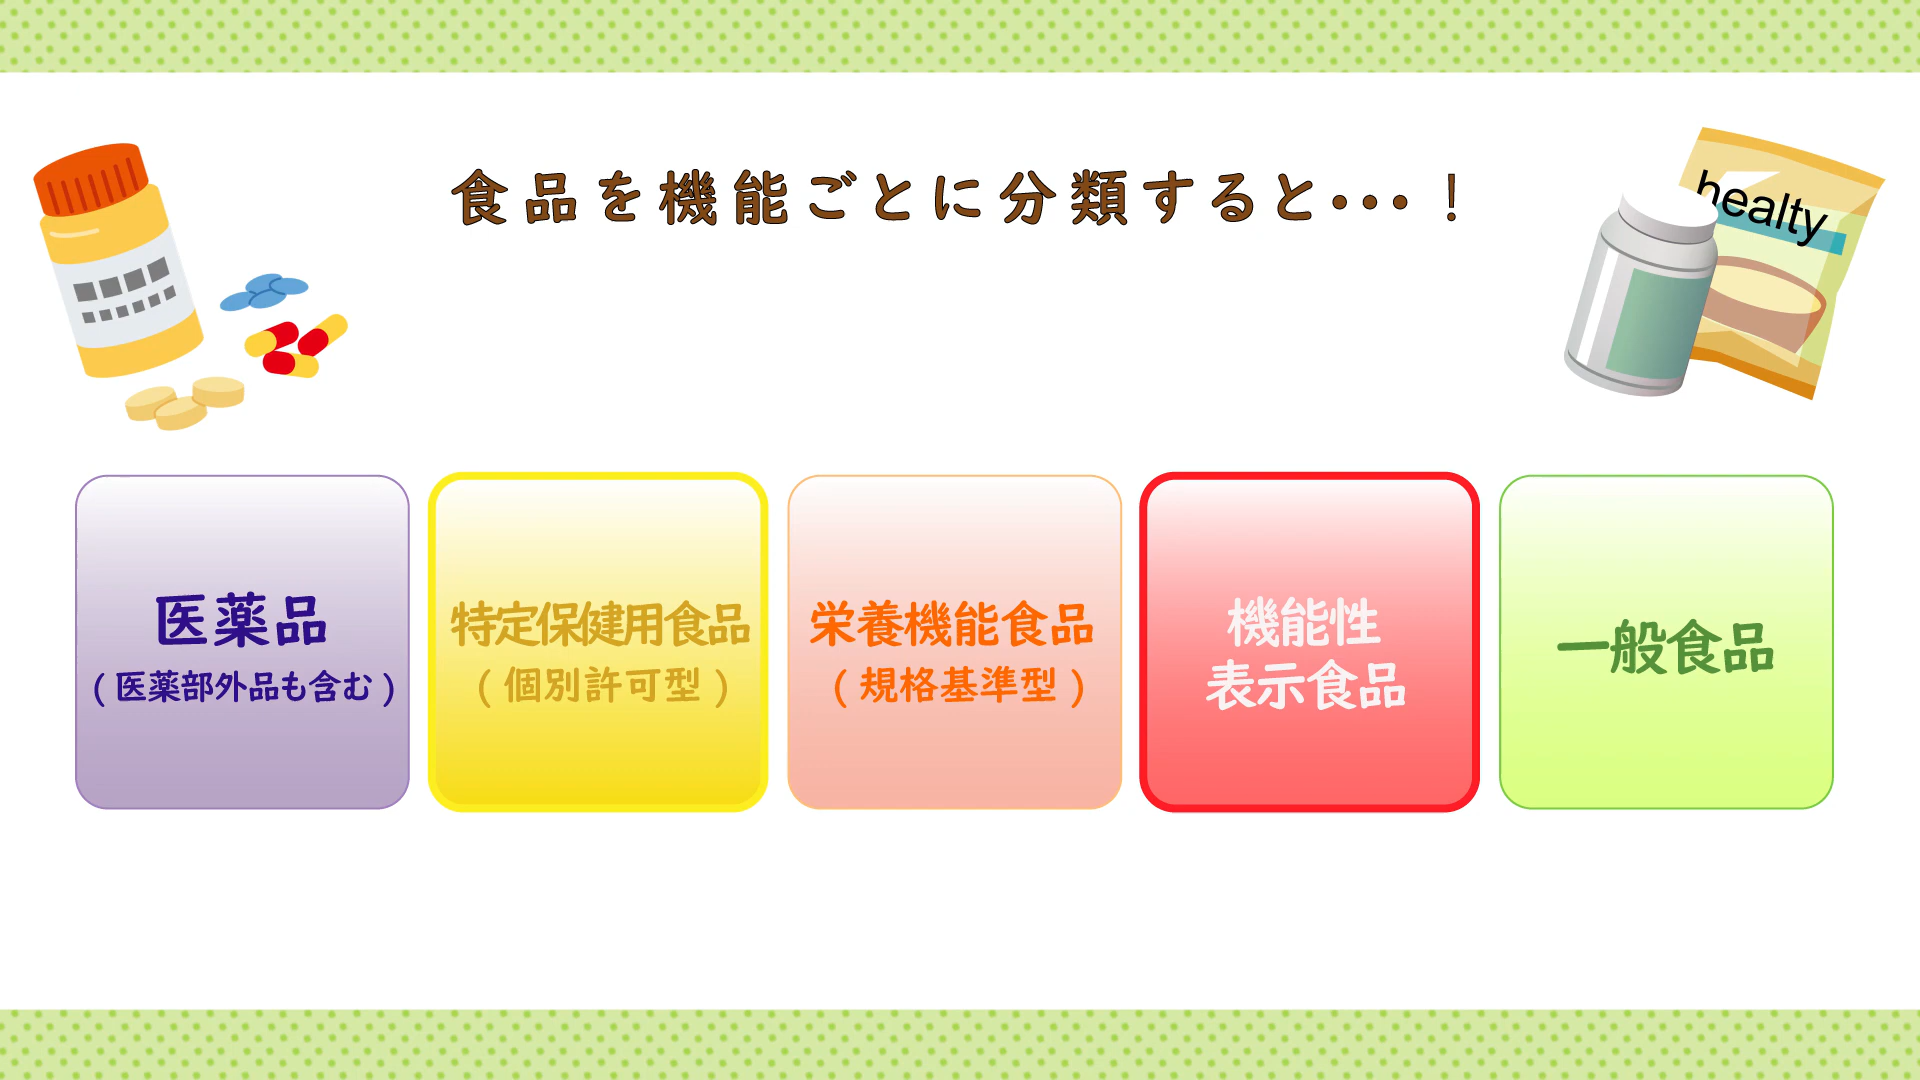 食品を機能ごとに分類すると･･･！
healty
医薬品
(医薬部外品も含む)
特定保健用食品
(個別許可型)
栄養機能食品
(規格基準型)
機能性
表示食品
一般食品